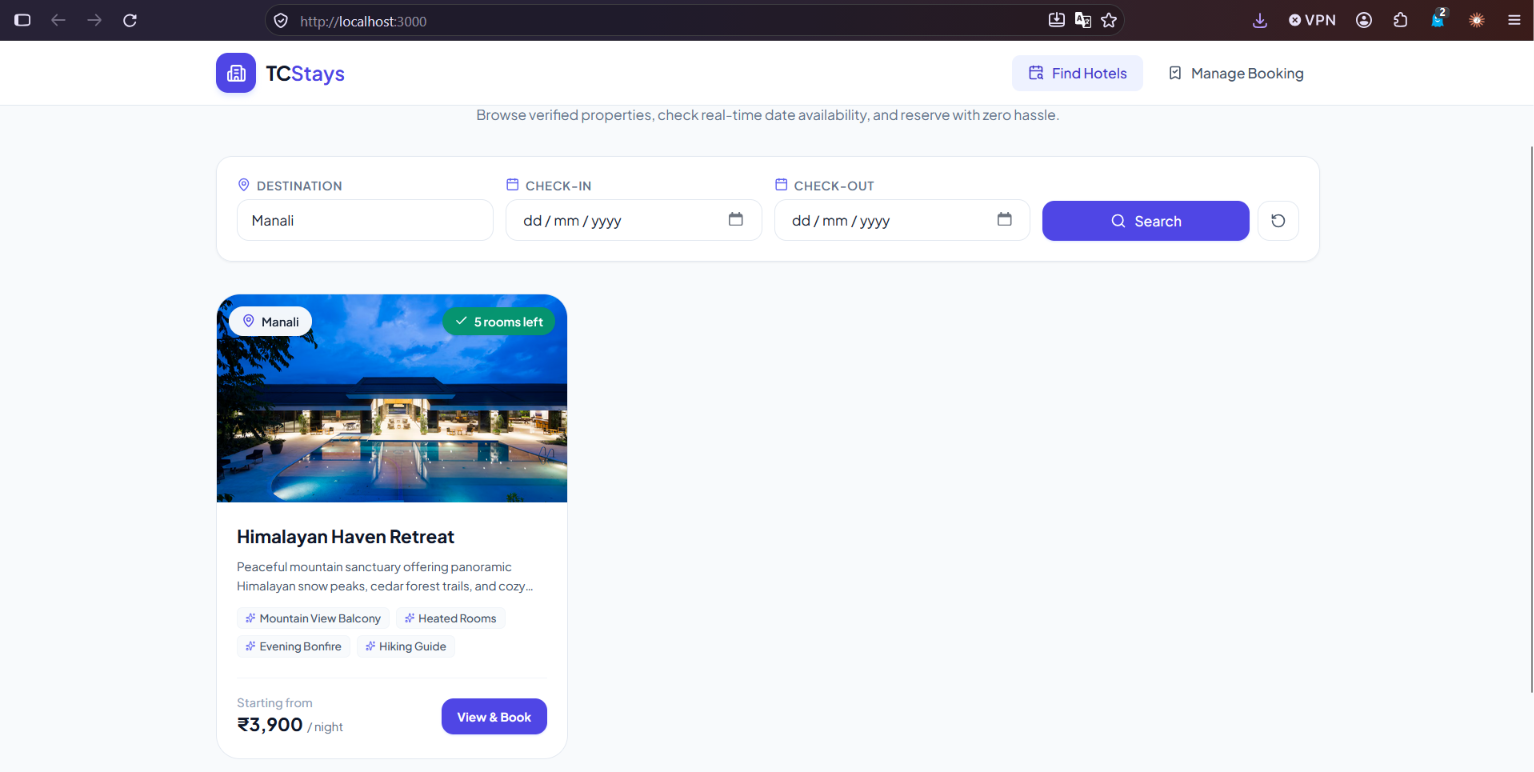 http://localhost:3000
VPN
2
TCStays
Find Hotels
Manage Booking
Browse verified properties, check real-time date availability, and reserve with zero hassle.
DESTINATION
CHECK-IN
CHECK-OUT
Manali
dd / mm / yyyy
dd / mm / yyyy
Search
Manali
5 rooms left
Himalayan Haven Retreat
Peaceful mountain sanctuary offering panoramic
Himalayan snow peaks, cedar forest trails, and cozy...
Mountain View Balcony
Heated Rooms
Evening Bonfire
Hiking Guide
Starting from
₹3,900 / night
View & Book